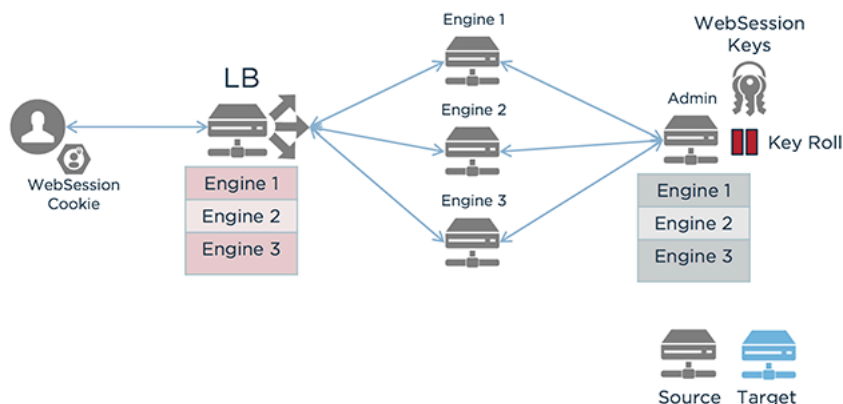 Engine 1
WebSession
Keys
LB
Engine 2
Admin
Key Roll
WebSession
Cookie
Engine 1
Engine 2
Engine 3
Engine 3
Engine 1
Engine 2
Engine 3
Source
Target